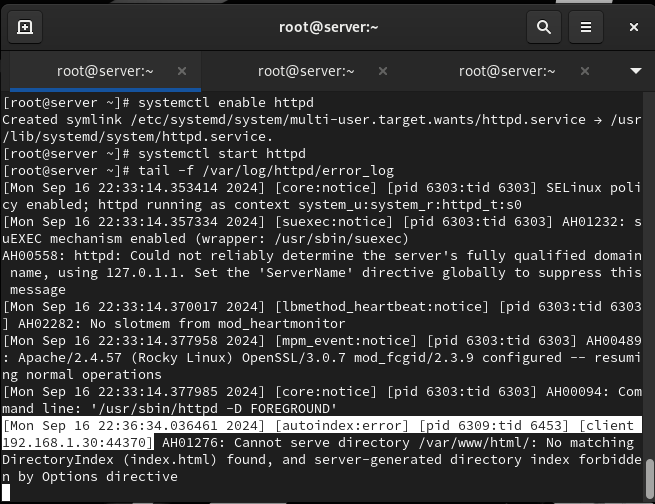 root@server:~
root@server:~
root@server:~
root@server:~
[root@server ~]# systemctl enable httpd
Created symlink /etc/systemd/system/multi-user.target.wants/httpd.service → /usr
/lib/systemd/system/httpd.service.
[root@server ~]# systemctl start httpd
[root@server ~]# tail -f /var/log/httpd/error_log
[Mon Sep 16 22:33:14.353414 2024] [core:notice] [pid 6303:tid 6303] SELinux poli
cy enabled; httpd running as context system_u:system_r:httpd_t:s0
[Mon Sep 16 22:33:14.357334 2024] [suexec:notice] [pid 6303:tid 6303] AH01232: s
uEXEC mechanism enabled (wrapper: /usr/sbin/suexec)
AH00558: httpd: Could not reliably determine the server's fully qualified domain
 name, using 127.0.1.1. Set the 'ServerName' directive globally to suppress this
 message
[Mon Sep 16 22:33:14.370017 2024] [lbmethod_heartbeat:notice] [pid 6303:tid 6303
] AH02282: No slotmem from mod_heartmonitor
[Mon Sep 16 22:33:14.377958 2024] [mpm_event:notice] [pid 6303:tid 6303] AH00489
: Apache/2.4.57 (Rocky Linux) OpenSSL/3.0.7 mod_fcgid/2.3.9 configured -- resumi
ng normal operations
[Mon Sep 16 22:33:14.377985 2024] [core:notice] [pid 6303:tid 6303] AH00094: Com
mand line: '/usr/sbin/httpd -D FOREGROUND'
[Mon Sep 16 22:36:34.036461 2024] [autoindex:error] [pid 6309:tid 6453] [client
192.168.1.30:44370] AH01276: Cannot serve directory /var/www/html/: No matching
DirectoryIndex (index.html) found, and server-generated directory index forbidde
n by Options directive